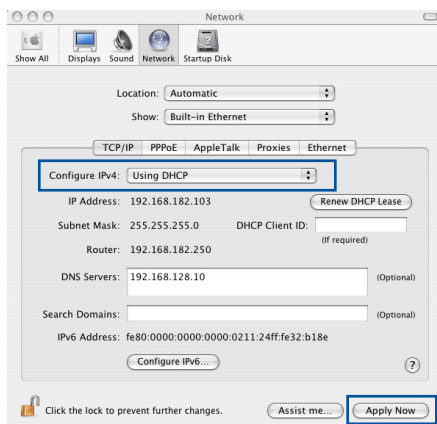 Network
Show All Displays Sound Network Startup Disk
Location: Automatic
Show: Built-in Ethernet
TCP/IP PPPoE AppleTalk Proxies Ethernet
Configure IPv4: Using DHCP
IP Address: 192.168.182.103 Renew DHCP Lease
Subnet Mask: 255.255.255.0 DHCP Client ID:
(If required)
Router: 192.168.182.250
DNS Servers: 192.168.128.10 (Optional)
Search Domains: (Optional)
IPv6 Address: fe80:0000:0000:0000:0211:24ff:fe32:b18e
Configure IPv6... ?
Click the lock to prevent further changes. Assist me... Apply Now